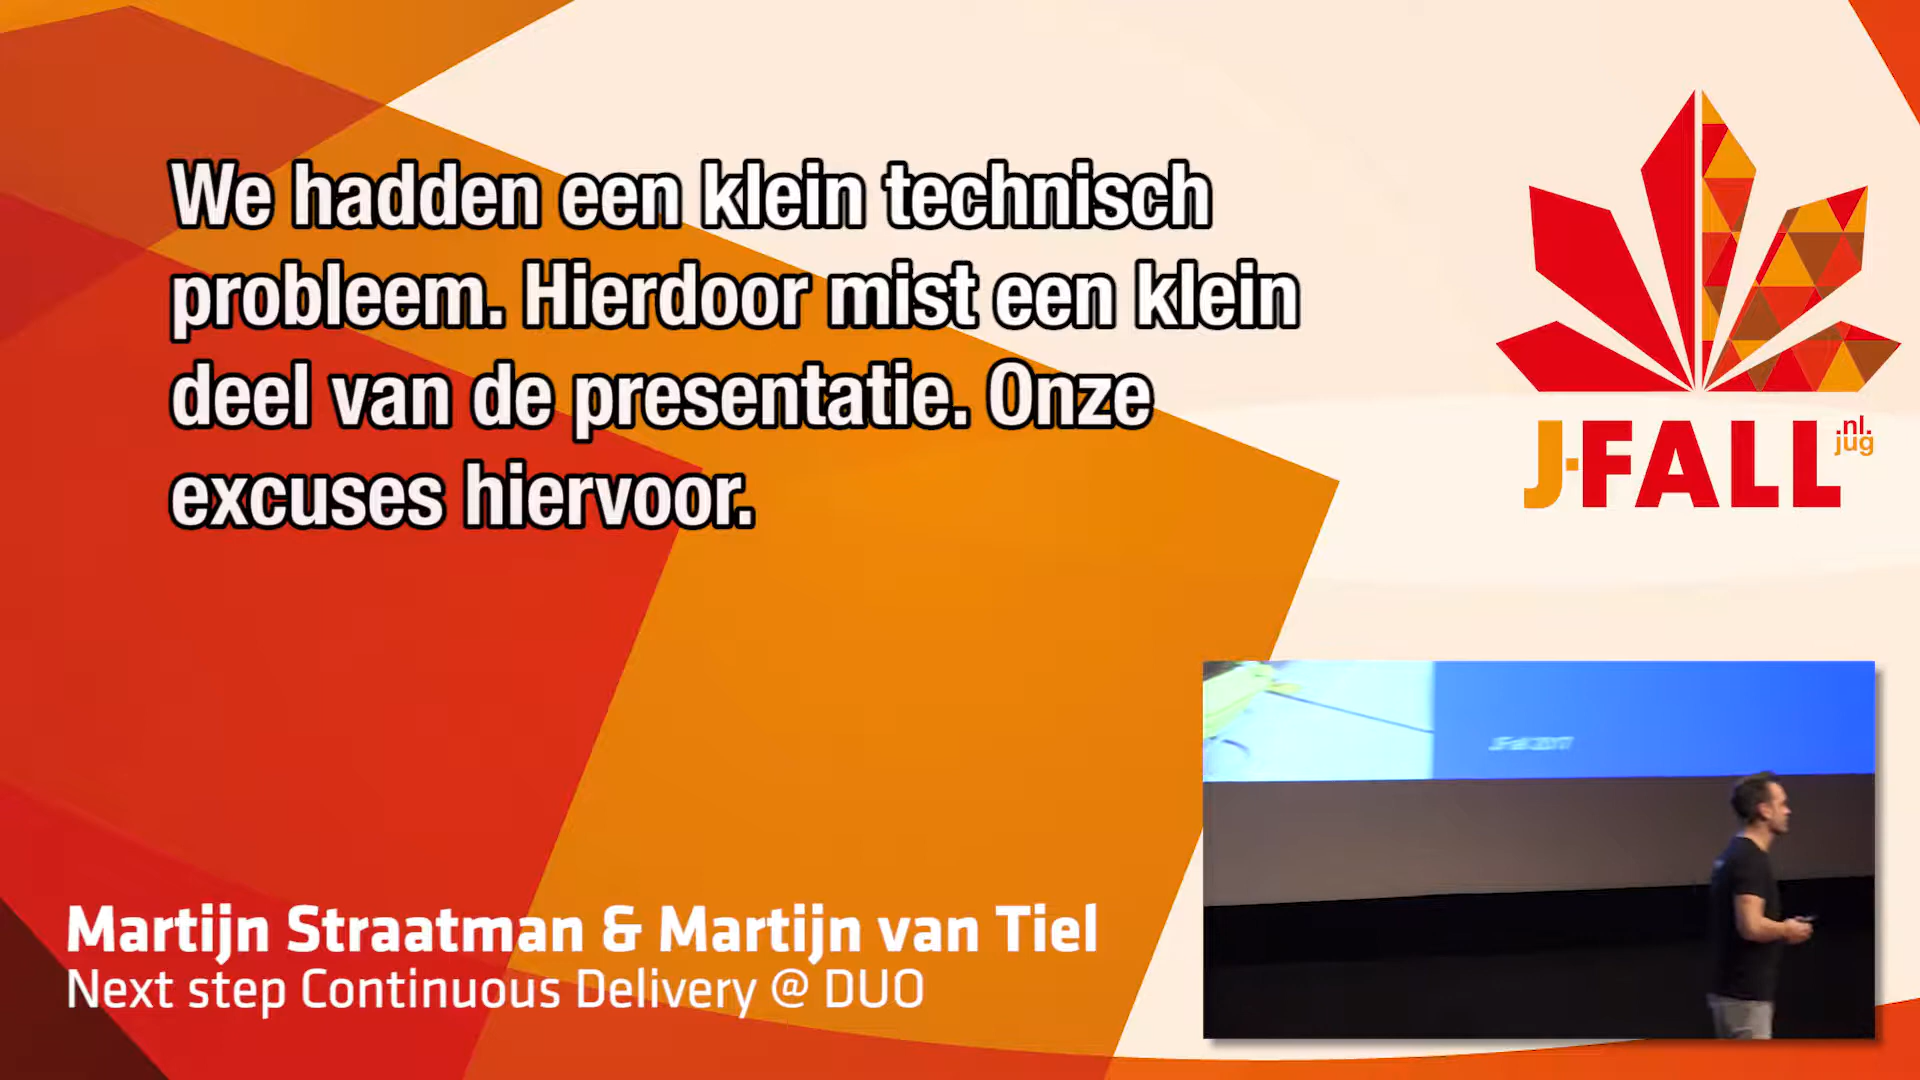 We hadden een klein technisch
probleem. Hierdoor mist een klein
deel van de presentatie. Onze
excuses hiervoor.
J·FALL
.nl.
jug
Martijn Straatman & Martijn van Tiel
Next step Continuous Delivery @ DUO